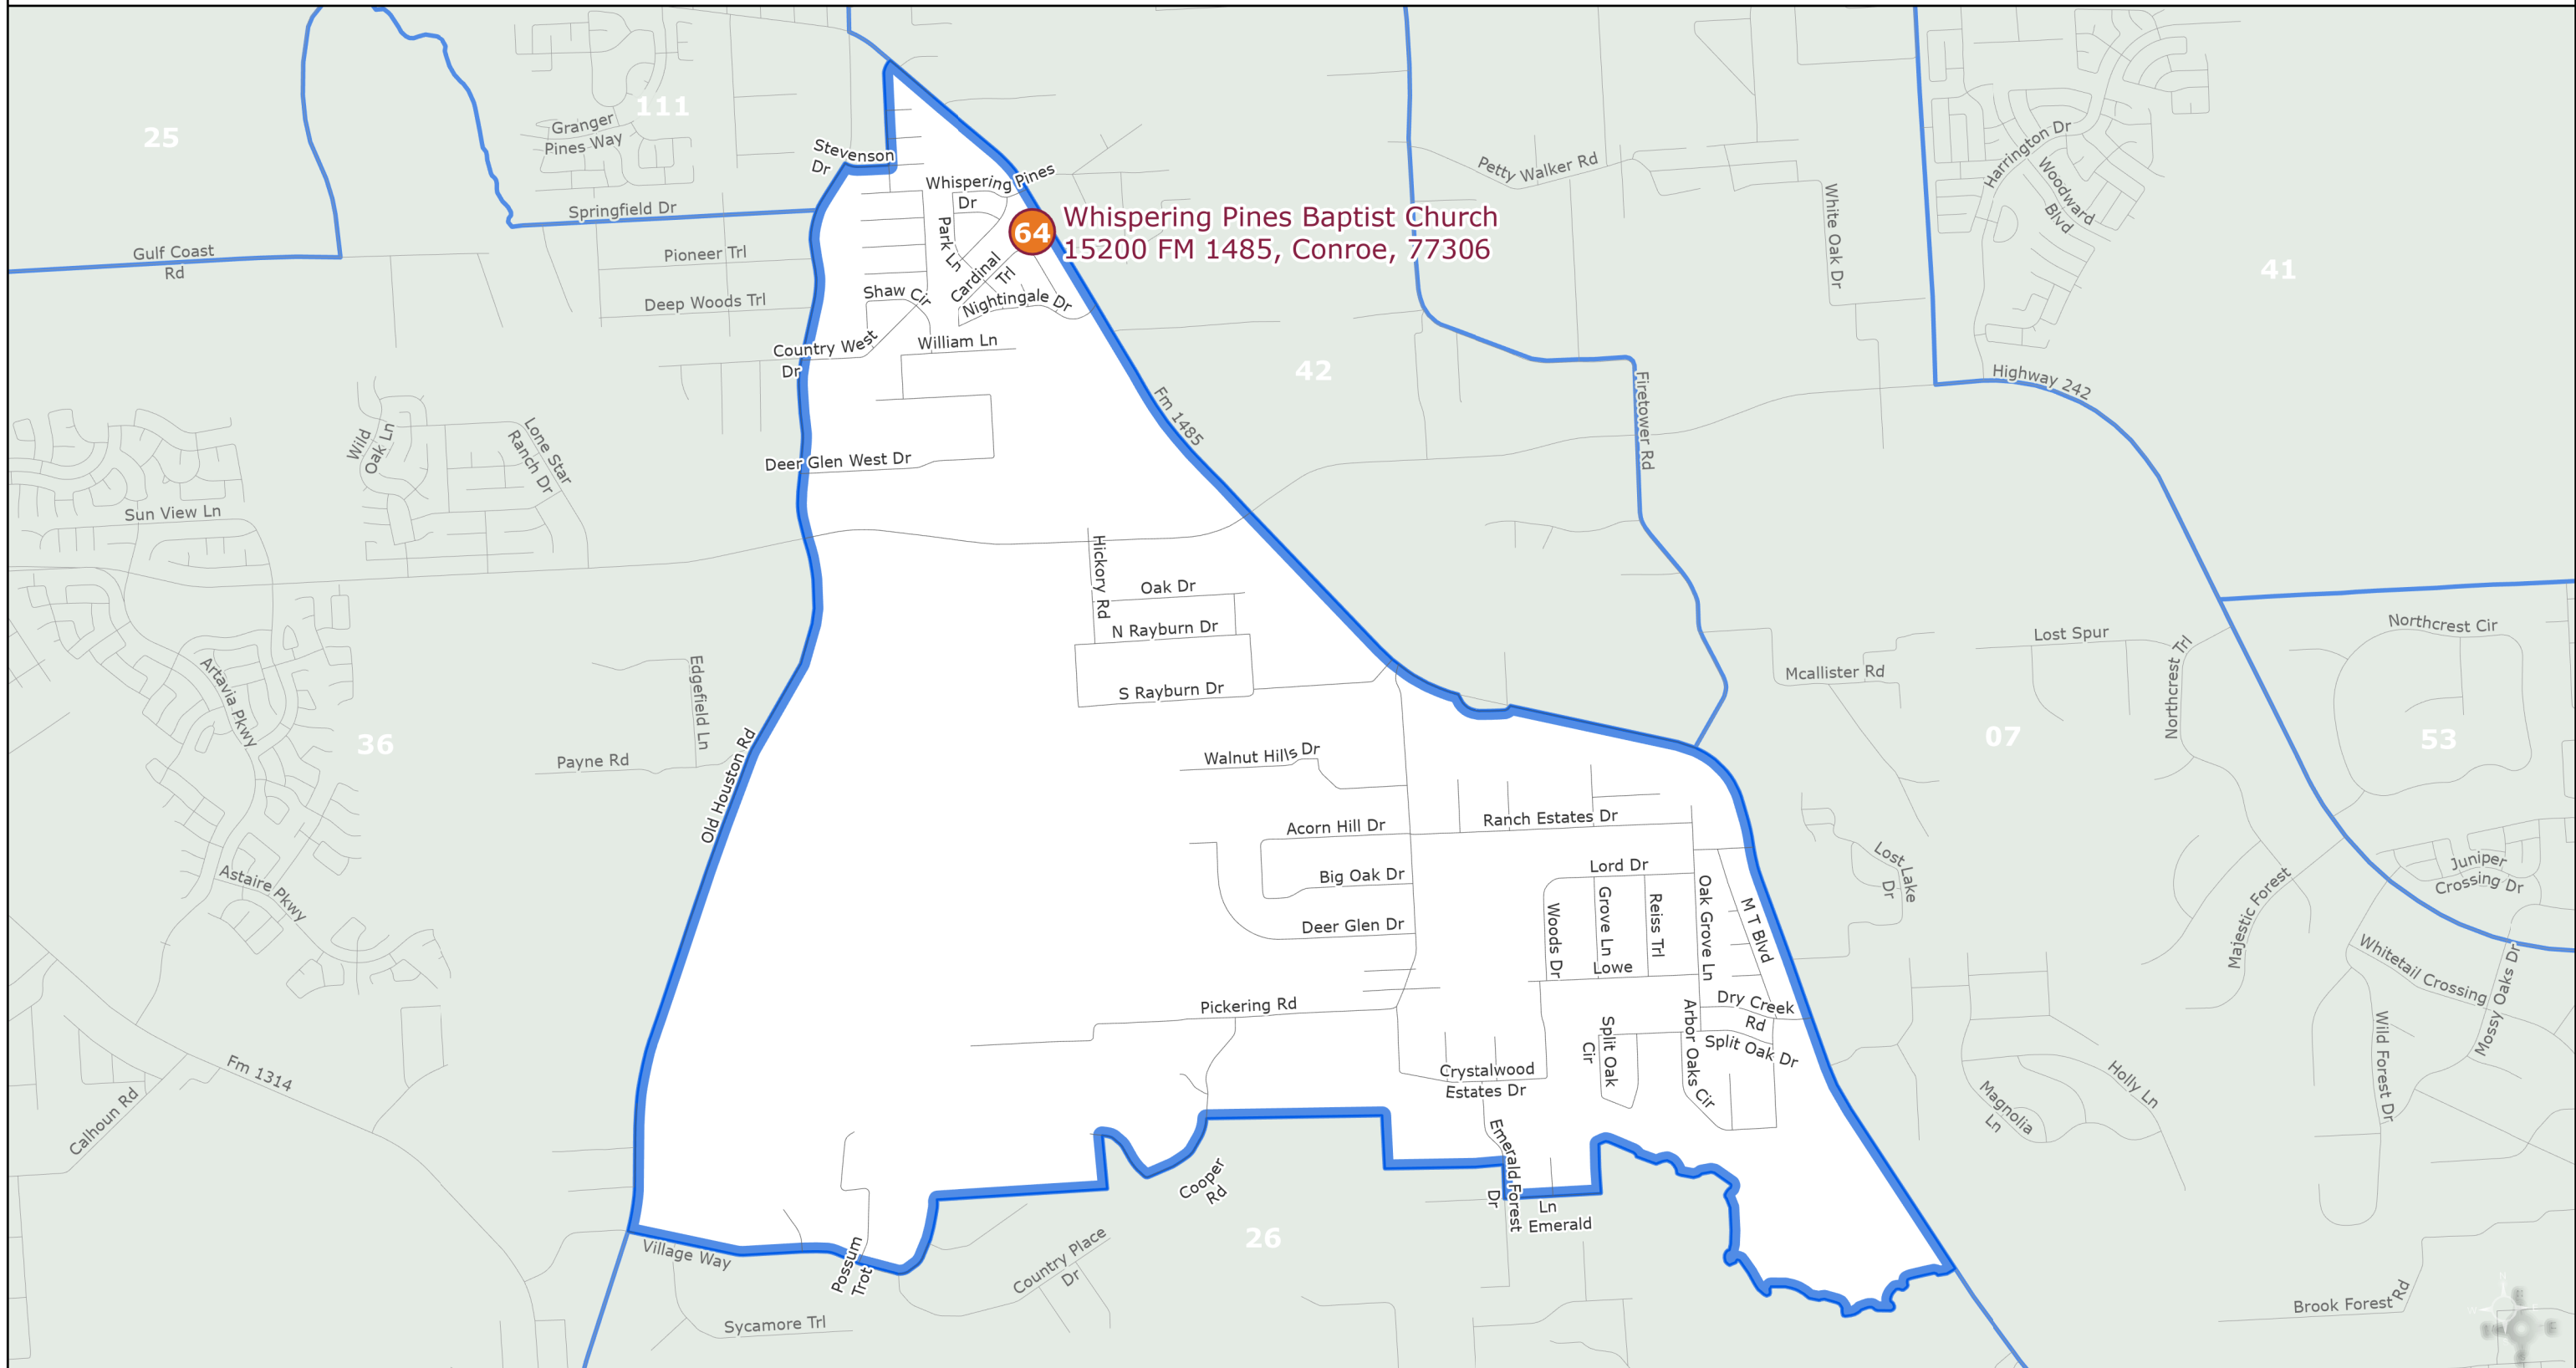 25
111
Granger
Pines Way
Springfield Dr
Gulf Coast
Rd
Pioneer Trl
Deep Woods Trl
Stevenson
Dr
Whispering Pines
Dr
Park Ln
Cardinal
Trl
Nightingale Dr
64
Whispering Pines Baptist Church
15200 FM 1485, Conroe, 77306
Shaw Cir
Country West
Dr
William Ln
Deer Glen West Dr
Petty Walker Rd
White Oak Dr
Harrington Dr
Woodward
Blvd
41
42
Highway 242
Fm 1485
Firetower Rd
Wild
Oak Ln
Lone Star
Ranch Dr
Sun View Ln
Hickory Rd
Oak Dr
N Rayburn Dr
S Rayburn Dr
Artavia Pkwy
Edgefield Ln
36
Payne Rd
Old Houston Rd
Astaire Pkwy
Walnut Hills Dr
Acorn Hill Dr
Ranch Estates Dr
Big Oak Dr
Deer Glen Dr
Lord Dr
Woods Dr
Grove Ln
Reiss Trl
Oak Grove Ln
M T Blvd
Lowe
Pickering Rd
Dry Creek
Rd
Split Oak Dr
Split Oak
Cir
Arbor Oaks Cir
Crystalwood
Estates Dr
Emerald Forest
Dr
Ln
Emerald
Cooper
Rd
26
Mcallister Rd
Lost Spur
Northcrest Trl
Northcrest Cir
07
53
Lost Lake
Dr
Juniper
Crossing Dr
Majestic Forest
Whitetail Crossing
Mossy Oaks Dr
Wild Forest Dr
Holly Ln
Magnolia
Ln
Brook Forest Rd
Fm 1314
Calhoun Rd
Village Way
Possum
Trot
Country Place
Dr
Sycamore Trl